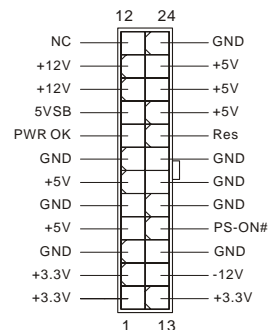 12 24
NC GND
+12V +5V
+12V +5V
5VSB +5V
PWR OK Res
GND GND
+5V GND
GND GND
+5V PS-ON#
GND GND
+3.3V -12V
+3.3V +3.3V
1 13